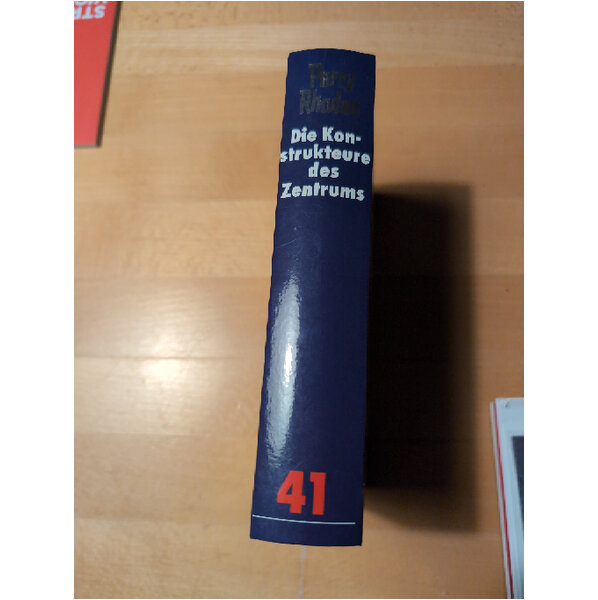 Perry
Rhodan
Die Kon-
strukteure
des
Zentrums
41